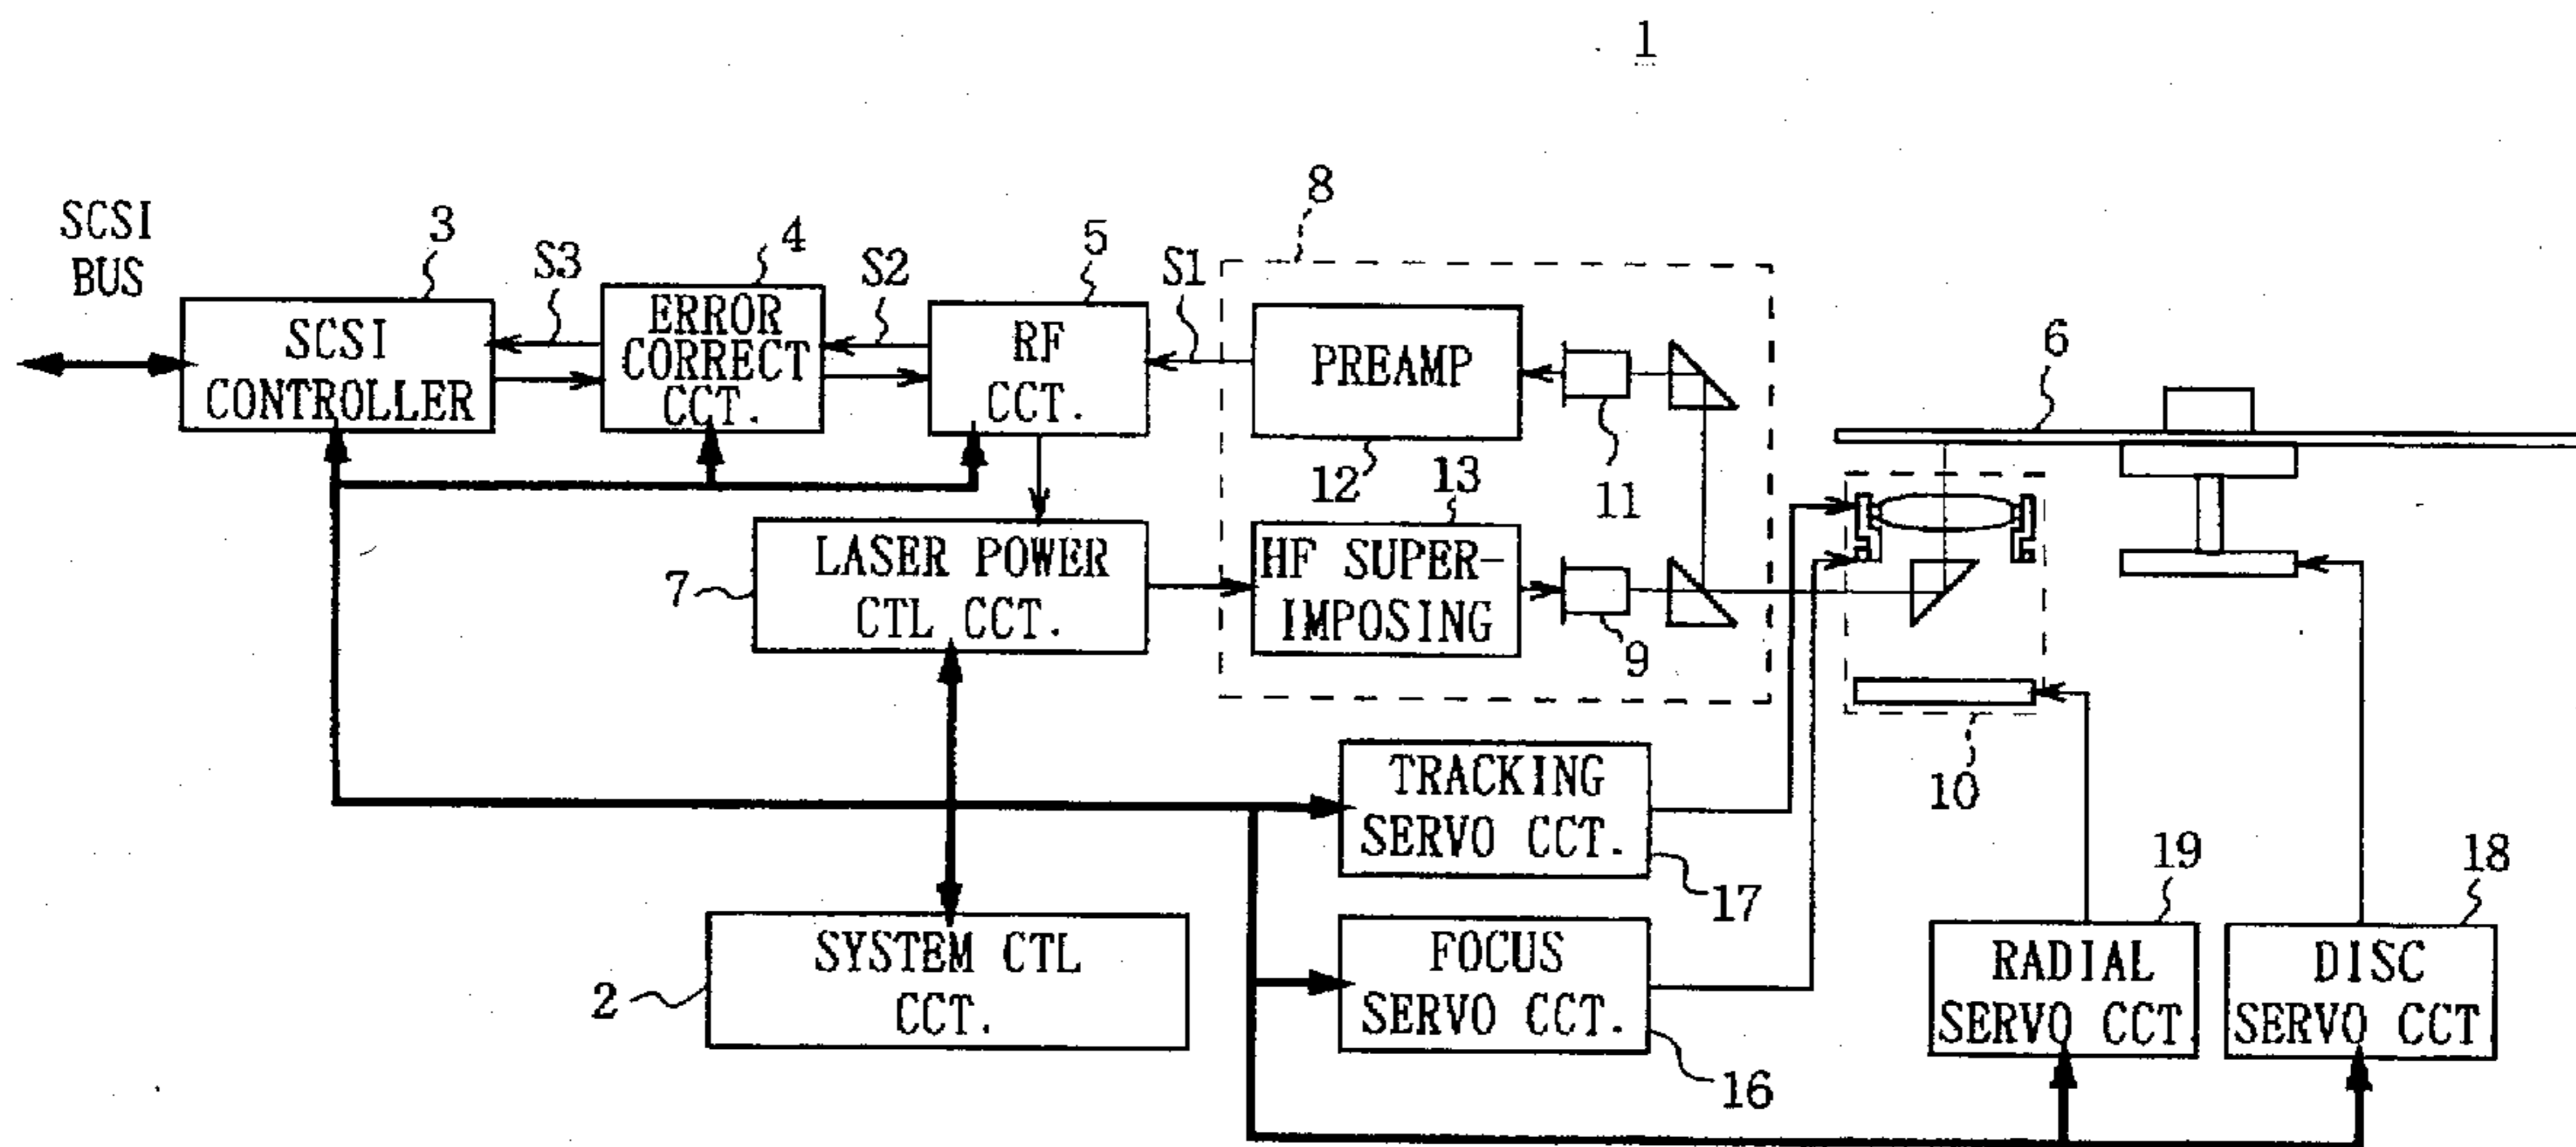 1
SCSI
BUS
3
S3
4
S2
5
S1
8
6
SCSI
CONTROLLER
ERROR
CORRECT
CCT.
RF
CCT.
PREAMP
12
13
11
7
LASER POWER
CTL CCT.
HF SUPER-
IMPOSING
9
10
TRACKING
SERVO CCT.
17
19
18
2
SYSTEM CTL
CCT.
FOCUS
SERVO CCT.
16
RADIAL
SERVO CCT
DISC
SERVO CCT